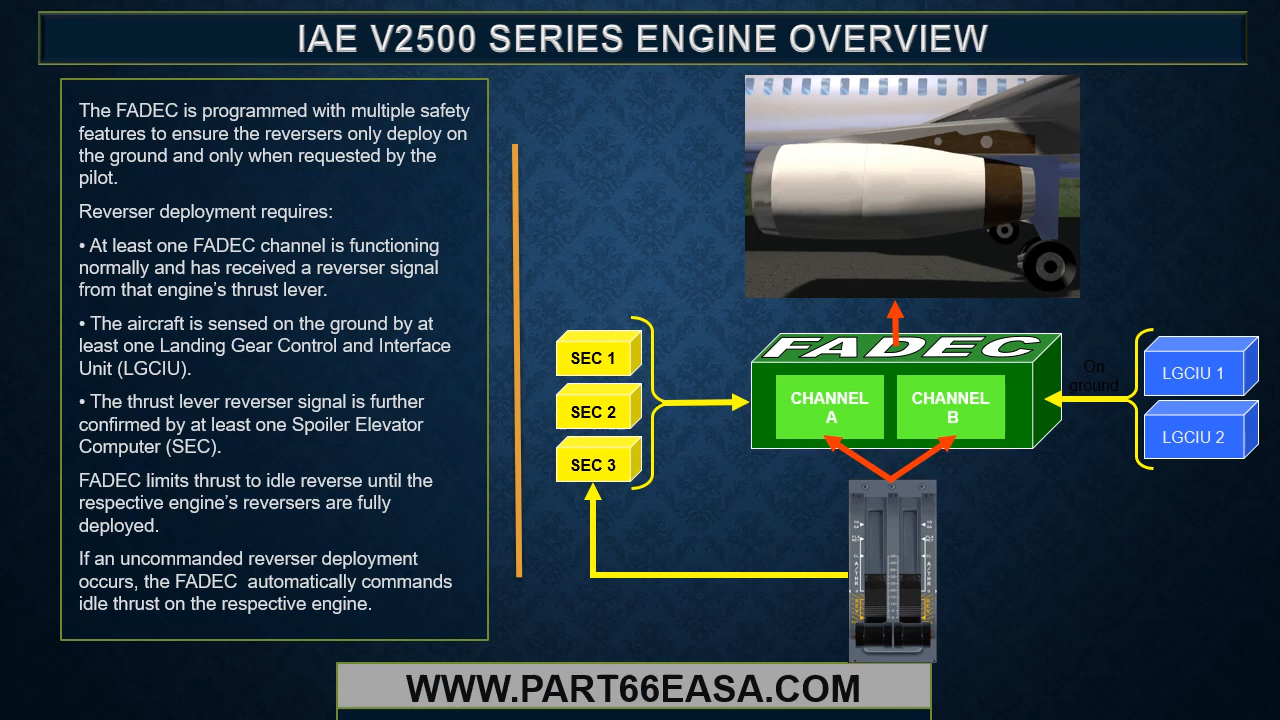 IAE V2500 SERIES ENGINE OVERVIEW
The FADEC is programmed with multiple safety
features to ensure the reversers only deploy on
the ground and only when requested by the
pilot.
Reverser deployment requires:
• At least one FADEC channel is functioning
normally and has received a reverser signal
from that engine’s thrust lever.
• The aircraft is sensed on the ground by at
least one Landing Gear Control and Interface
Unit (LGCIU).
• The thrust lever reverser signal is further
confirmed by at least one Spoiler Elevator
Computer (SEC).
FADEC limits thrust to idle reverse until the
respective engine’s reversers are fully
deployed.
If an uncommanded reverser deployment
occurs, the FADEC  automatically commands
idle thrust on the respective engine.
SEC 1
SEC 2
SEC 3
FADEC
CHANNEL
A
CHANNEL
B
On
ground
LGCIU 1
LGCIU 2
A/THR
A/THR
WWW.PART66EASA.COM